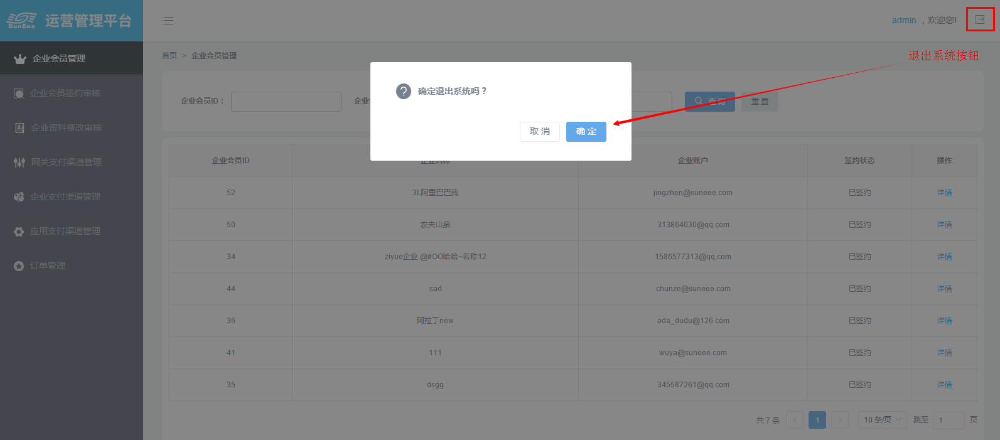 SunEee 运营管理平台
admin ，欢迎您!
企业会员管理
企业会员签约审核
企业资料修改审核
网关支付渠道管理
企业支付渠道管理
应用支付渠道管理
订单管理
首页 > 企业会员管理
退出系统按钮
确定退出系统吗？
取 消 确 定
企业会员ID： 企业 查 询 重 置
企业会员ID 企业名称 企业账户 签约状态 操作
52 3L阿里巴巴我 jingzhen@suneee.com 已签约 详情
50 农夫山泉 313864030@qq.com 已签约 详情
34 ziyue企业 @#OO哈哈~名称12 1586577313@qq.com 已签约 详情
44 sad chunze@suneee.com 已签约 详情
36 阿拉丁new ada_dudu@126.com 已签约 详情
41 111 wuya@suneee.com 已签约 详情
35 dsgg 345587261@qq.com 已签约 详情
共 7 条 < 1 > 10 条/页 跳至 1 页